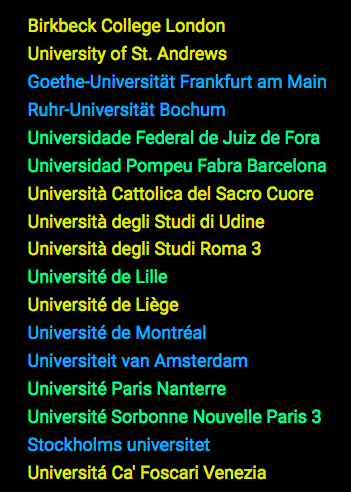 Birkbeck College London
University of St. Andrews
Goethe-Universität Frankfurt am Main
Ruhr-Universität Bochum
Universidade Federal de Juiz de Fora
Universidad Pompeu Fabra Barcelona
Università Cattolica del Sacro Cuore
Università degli Studi di Udine
Università degli Studi Roma 3
Université de Lille
Université de Liège
Université de Montréal
Universiteit van Amsterdam
Université Paris Nanterre
Université Sorbonne Nouvelle Paris 3
Stockholms universitet
Universitá Ca' Foscari Venezia